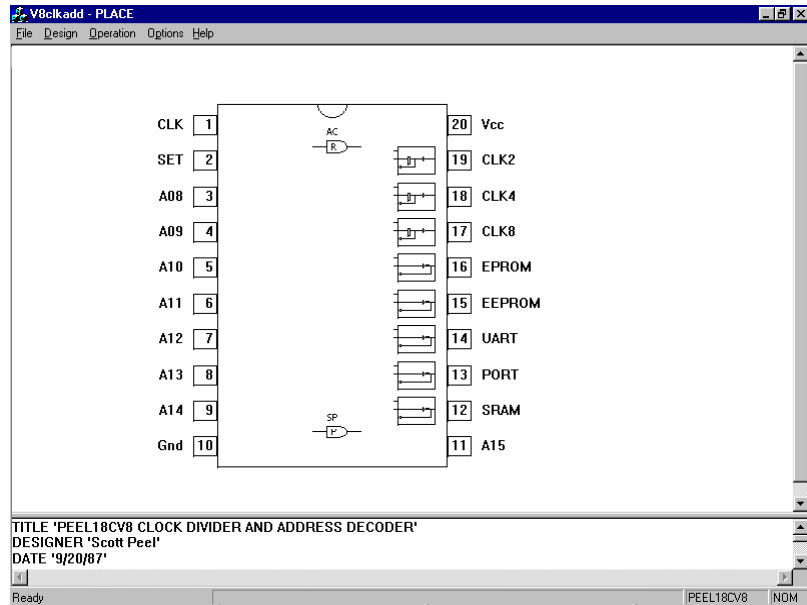 V8clkadd - PLACE
File Design Operation Options Help
CLK 1 20 Vcc
AC
R
SET 2 19 CLK2
A08 3 18 CLK4
A09 4 17 CLK8
A10 5 16 EPROM
A11 6 15 EEPROM
A12 7 14 UART
A13 8 13 PORT
A14 9 12 SRAM
SP
P
Gnd 10 11 A15
TITLE 'PEEL18CV8 CLOCK DIVIDER AND ADDRESS DECODER'
DESIGNER 'Scott Peel'
DATE '9/20/87'
Ready PEEL18CV8 NOM